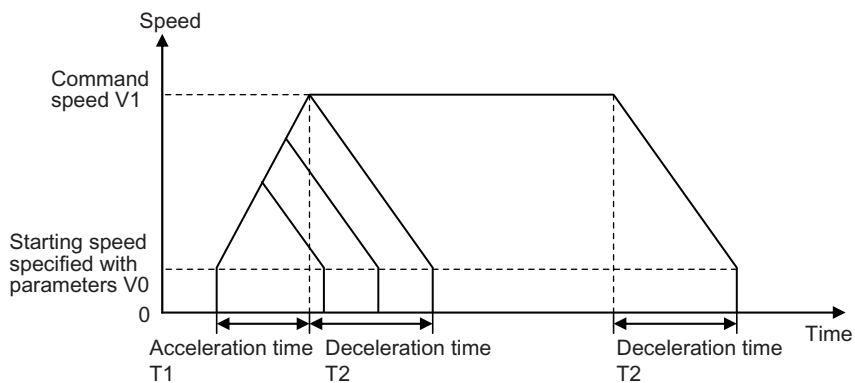 Speed
Command
speed V1
Starting speed
specified with
parameters V0
0
Time
Acceleration time
T1
Deceleration time
T2
Deceleration time
T2